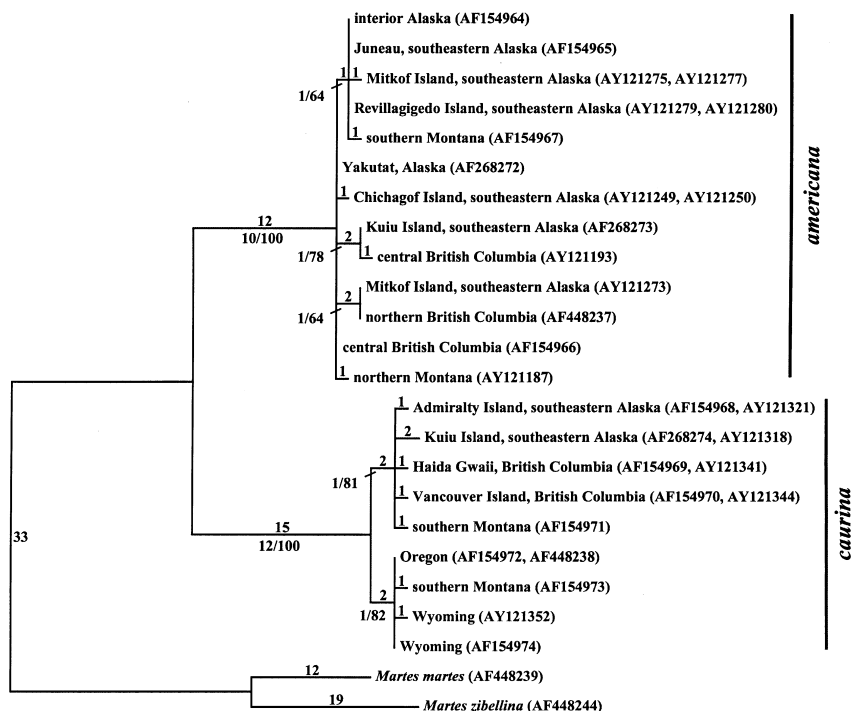 interior Alaska (AF154964)
Juneau, southeastern Alaska (AF154965)
1 1 Mitkof Island, southeastern Alaska (AY121275, AY121277)
1/64
Revillagigedo Island, southeastern Alaska (AY121279, AY121280)
1 southern Montana (AF154967)
Yakutat, Alaska (AF268272)
1 Chichagof Island, southeastern Alaska (AY121249, AY121250)
12
10/100
2 Kuiu Island, southeastern Alaska (AF268273)
1/78
1 central British Columbia (AY121193)
Mitkof Island, southeastern Alaska (AY121273)
2
1/64
northern British Columbia (AF448237)
central British Columbia (AF154966)
1 northern Montana (AY121187)
americana
1 Admiralty Island, southeastern Alaska (AF154968, AY121321)
2 Kuiu Island, southeastern Alaska (AF268274, AY121318)
2 1 Haida Gwaii, British Columbia (AF154969, AY121341)
1/81
1 Vancouver Island, British Columbia (AF154970, AY121344)
1 southern Montana (AF154971)
15
12/100
Oregon (AF154972, AF448238)
1 southern Montana (AF154973)
2
1/82
1 Wyoming (AY121352)
Wyoming (AF154974)
caurina
33
12 Martes martes (AF448239)
19 Martes zibellina (AF448244)